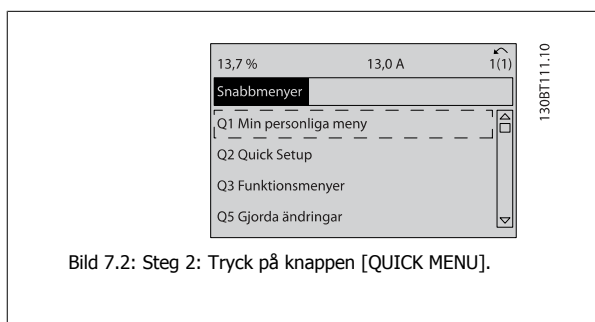 13,7 % 13,0 A 1(1)
Snabbmenyer
Q1 Min personliga meny
Q2 Quick Setup
Q3 Funktionsmenyer
Q5 Gjorda ändringar
130BT111.10
Bild 7.2: Steg 2: Tryck på knappen [QUICK MENU].